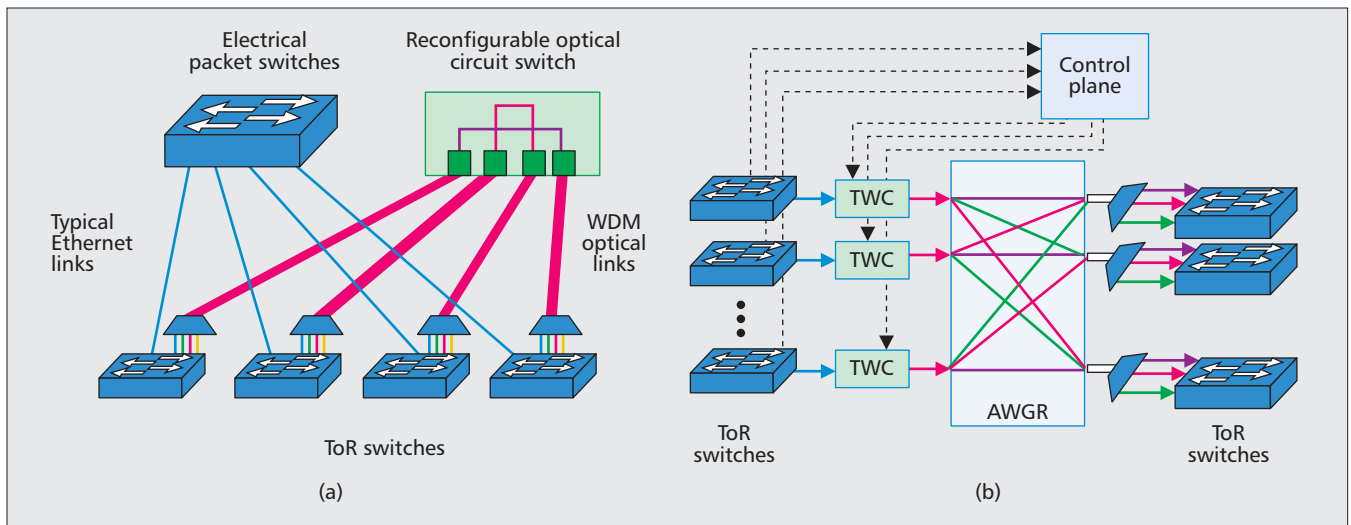 Electrical
packet switches
Reconfigurable optical
circuit switch
Typical
Ethernet
links
WDM
optical
links
ToR switches
(a)
Control
plane
TWC
TWC
TWC
AWGR
ToR
switches
ToR
switches
(b)